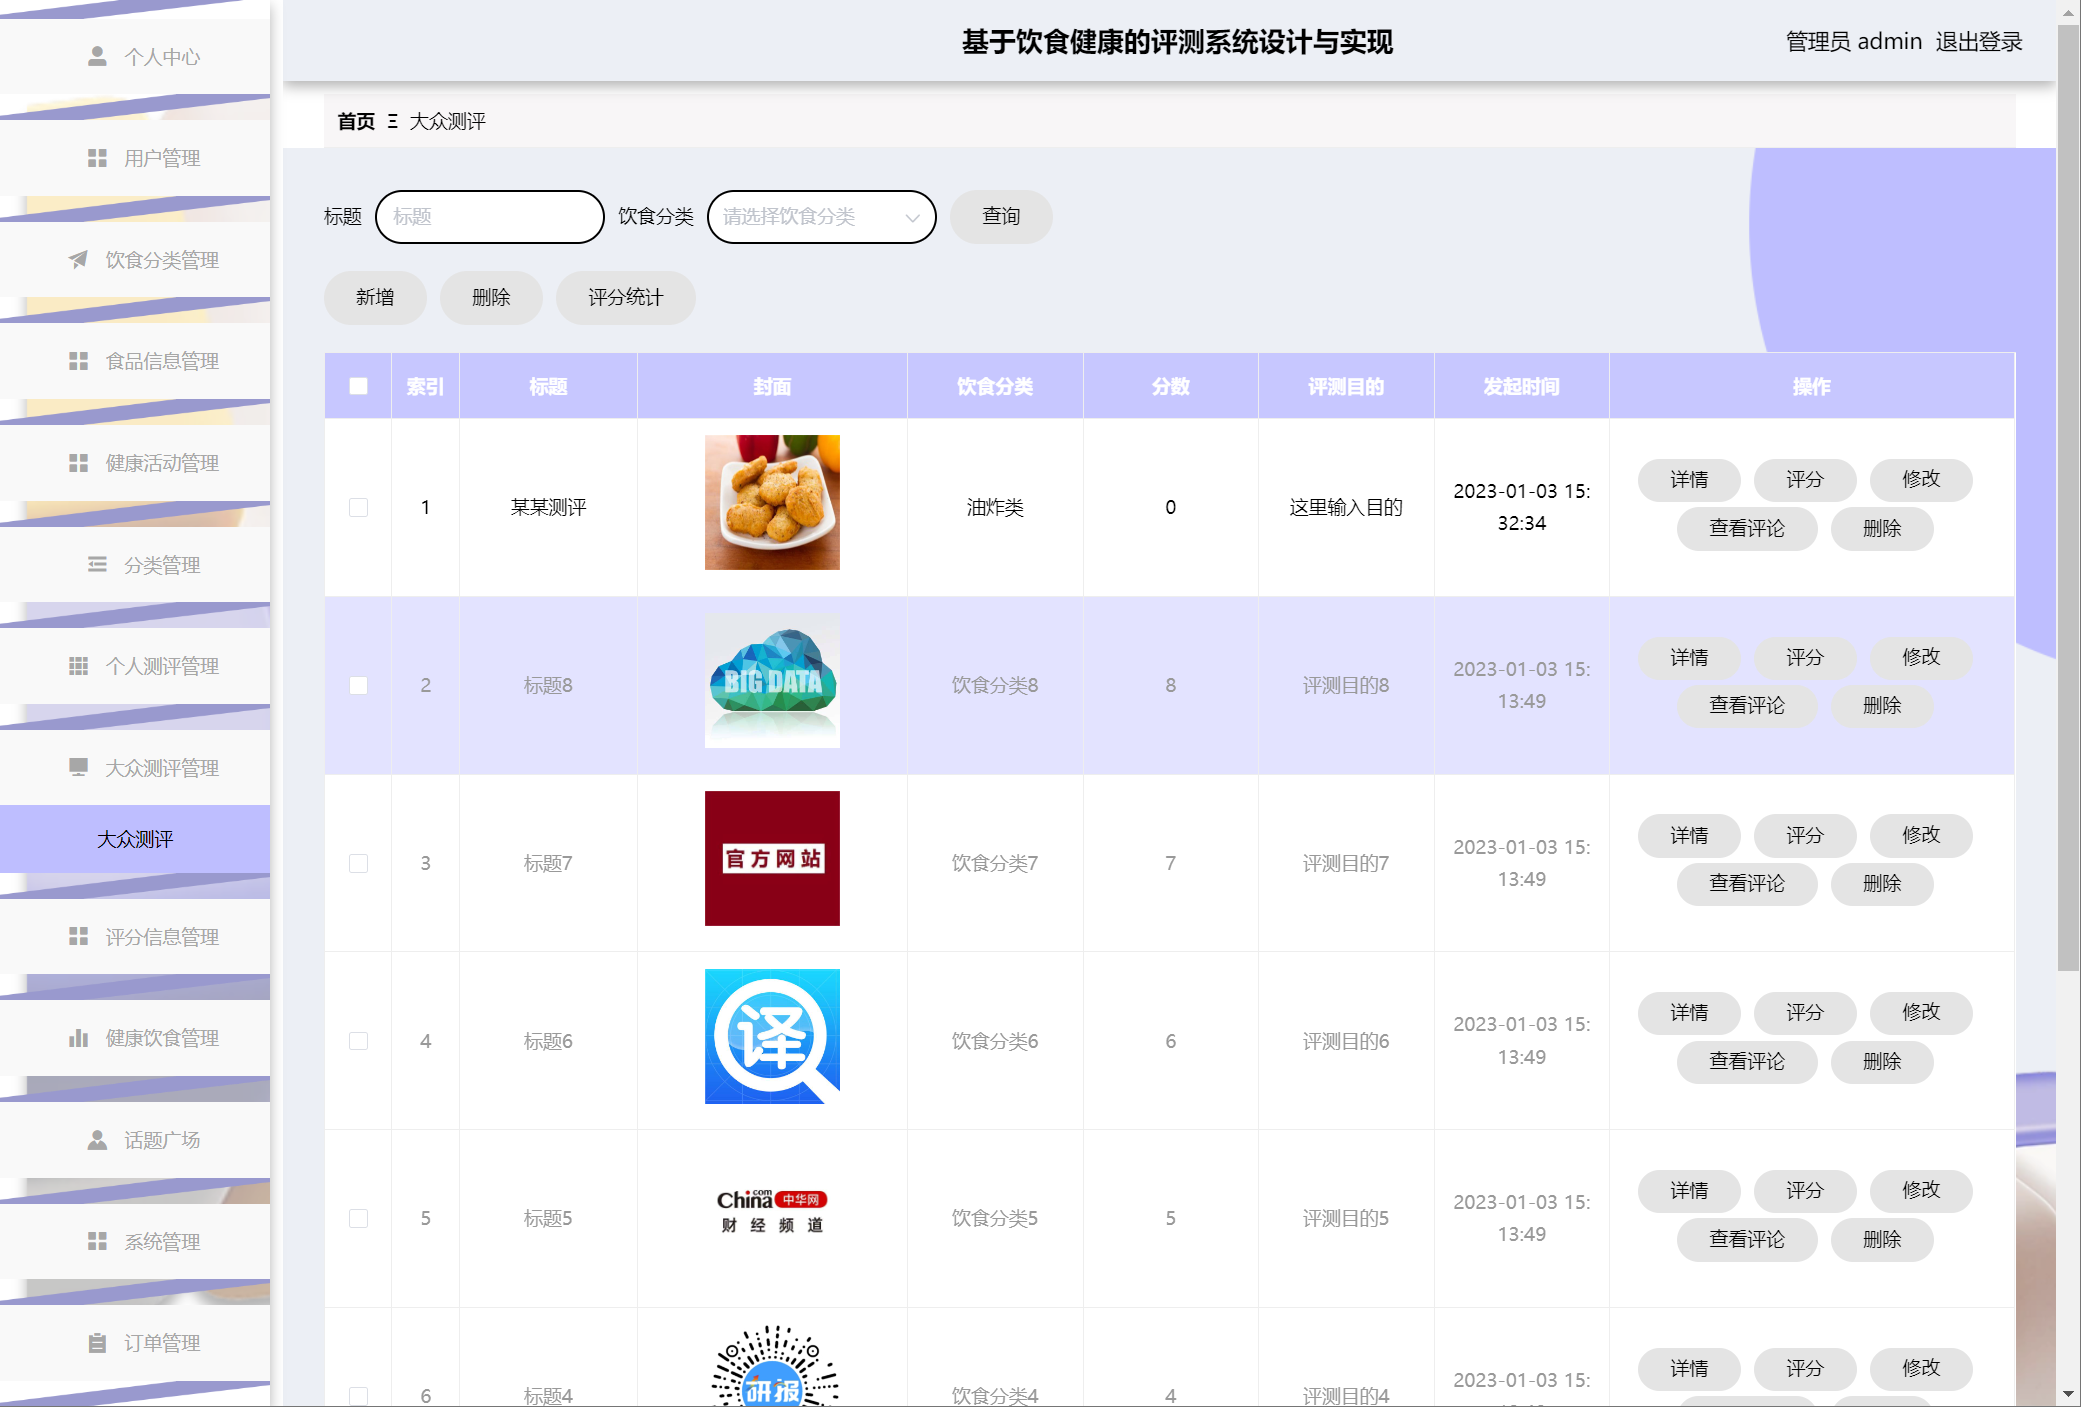 基于饮食健康的评测系统设计与实现
管理员 admin 退出登录
个人中心
用户管理
饮食分类管理
食品信息管理
健康活动管理
分类管理
个人测评管理
大众测评管理
大众测评
评分信息管理
健康饮食管理
话题广场
系统管理
订单管理
首页 Ξ 大众测评
标题 标题 饮食分类 请选择饮食分类 查询
新增 删除 评分统计
索引 标题 封面 饮食分类 分数 评测目的 发起时间 操作
1 某某测评 油炸类 0 这里输入目的 2023-01-03 15:
32:34
详情 评分 修改
查看评论 删除
2 标题8 BIG DATA 饮食分类8 8 评测目的8 2023-01-03 15:
13:49
详情 评分 修改
查看评论 删除
3 标题7 官方网站 饮食分类7 7 评测目的7 2023-01-03 15:
13:49
详情 评分 修改
查看评论 删除
4 标题6 译 饮食分类6 6 评测目的6 2023-01-03 15:
13:49
详情 评分 修改
查看评论 删除
5 标题5 China.com 中华网
财经频道
饮食分类5 5 评测目的5 2023-01-03 15:
13:49
详情 评分 修改
查看评论 删除
6 标题4 研报 饮食分类4 4 评测目的4 2023-01-03 15:
详情 评分 修改